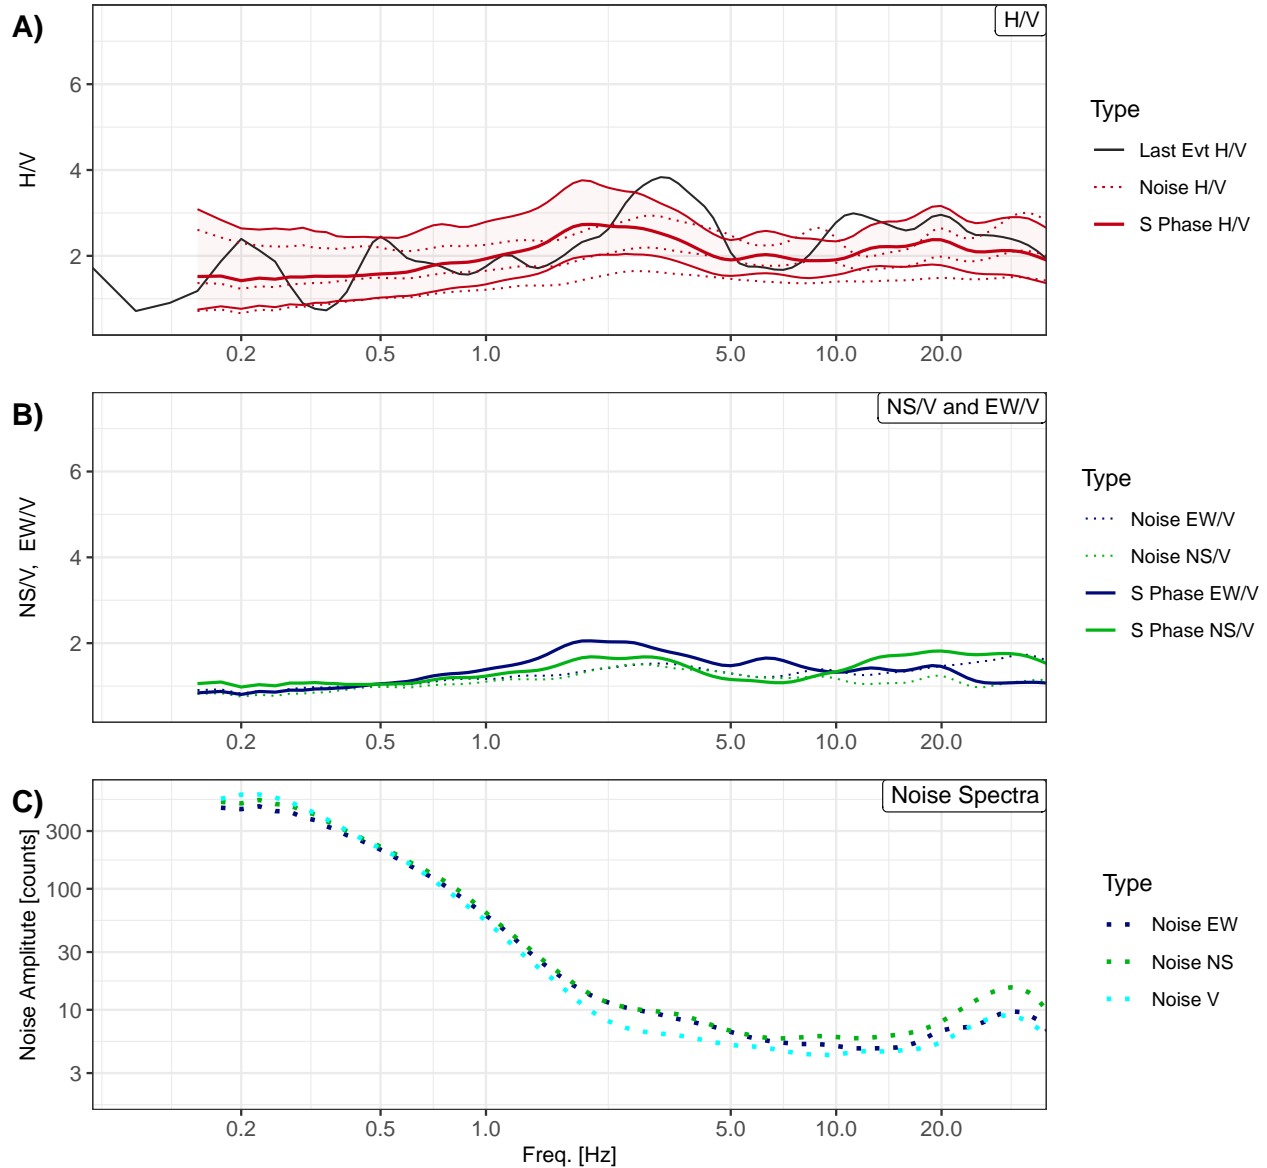 A)
H/V
6
4
2
H/V
0.2 0.5 1.0 5.0 10.0 20.0
Type
Last Evt H/V
Noise H/V
S Phase H/V
B)
NS/V and EW/V
6
4
2
NS/V,  EW/V
0.2 0.5 1.0 5.0 10.0 20.0
Type
Noise EW/V
Noise NS/V
S Phase EW/V
S Phase NS/V
C)
Noise Spectra
300
100
30
10
3
Noise Amplitute [counts]
0.2 0.5 1.0 5.0 10.0 20.0
Freq. [Hz]
Type
Noise EW
Noise NS
Noise V